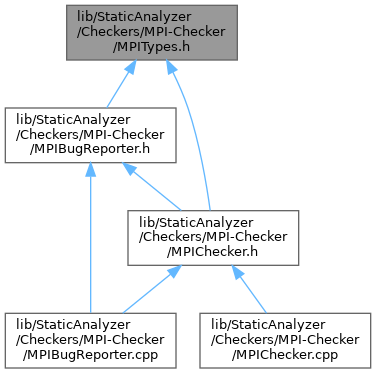 lib/StaticAnalyzer
/Checkers/MPI-Checker
/MPITypes.h
lib/StaticAnalyzer
/Checkers/MPI-Checker
/MPIBugReporter.h
lib/StaticAnalyzer
/Checkers/MPI-Checker
/MPIChecker.h
lib/StaticAnalyzer
/Checkers/MPI-Checker
/MPIBugReporter.cpp
lib/StaticAnalyzer
/Checkers/MPI-Checker
/MPIChecker.cpp